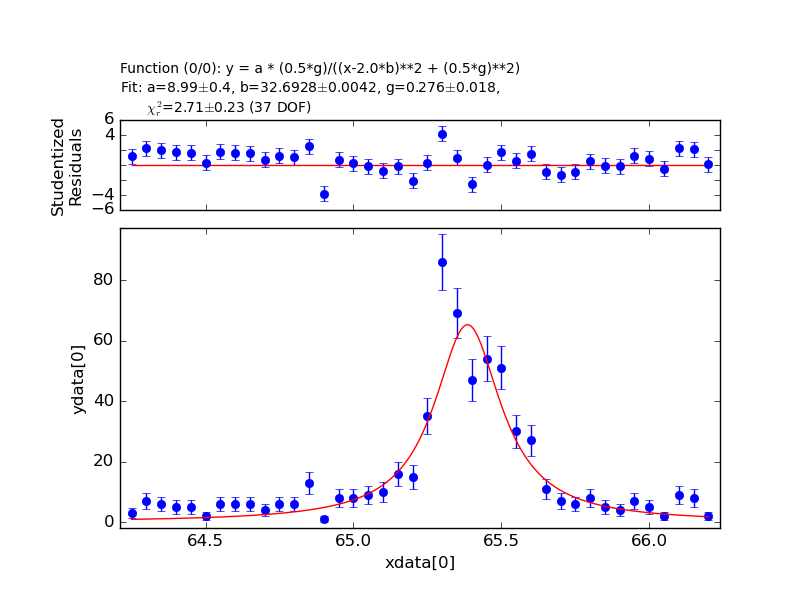 Function (0/0): y = a * (0.5*g)/((x-2.0*b)**2 + (0.5*g)**2)
Fit: a=8.99±0.4, b=32.6928±0.0042, g=0.276±0.018,
χ²ᵣ=2.71±0.23 (37 DOF)
Studentized
Residuals
6
4
−4
−6
ydata[0]
80
60
40
20
0
64.5 65.0 65.5 66.0
xdata[0]